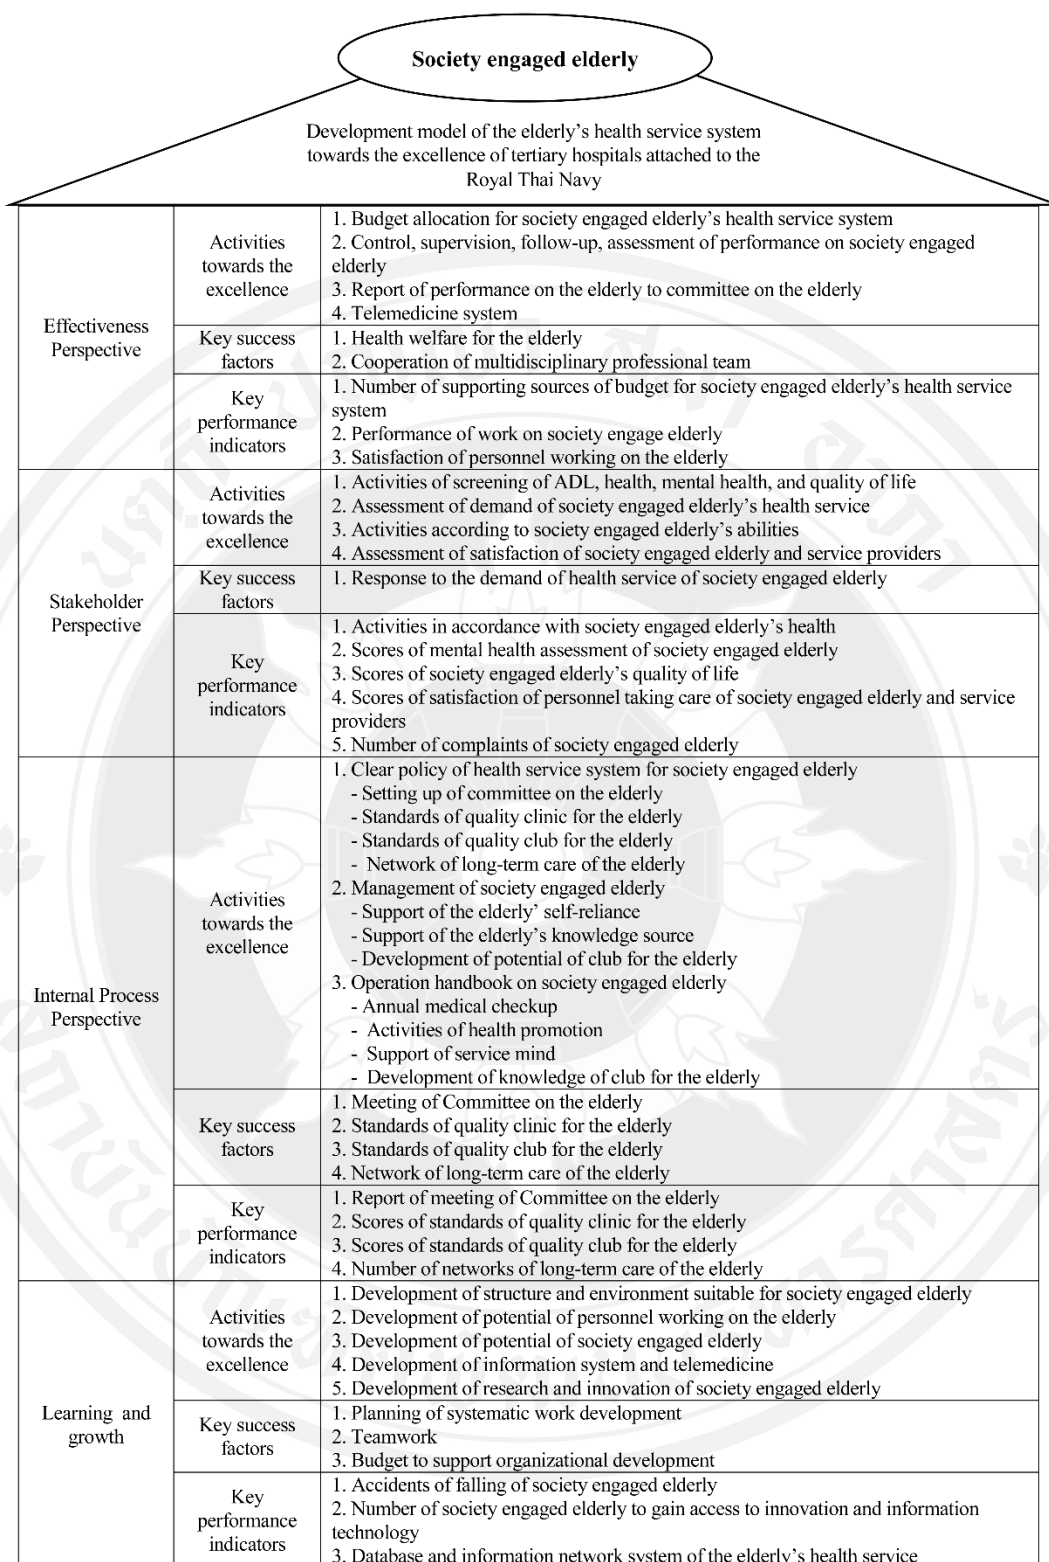 Society engaged elderly
Development model of the elderly’s health service system
towards the excellence of tertiary hospitals attached to the
Royal Thai Navy
Effectiveness
Perspective
Activities
towards the
excellence
1. Budget allocation for society engaged elderly’s health service system
2. Control, supervision, follow-up, assessment of performance on society engaged
elderly
3. Report of performance on the elderly to committee on the elderly
4. Telemedicine system
Key success
factors
1. Health welfare for the elderly
2. Cooperation of multidisciplinary professional team
Key
performance
indicators
1. Number of supporting sources of budget for society engaged elderly’s health service
system
2. Performance of work on society engage elderly
3. Satisfaction of personnel working on the elderly
Stakeholder
Perspective
Activities
towards the
excellence
1. Activities of screening of ADL, health, mental health, and quality of life
2. Assessment of demand of society engaged elderly’s health service
3. Activities according to society engaged elderly’s abilities
4. Assessment of satisfaction of society engaged elderly and service providers
Key success
factors
1. Response to the demand of health service of society engaged elderly
Key
performance
indicators
1. Activities in accordance with society engaged elderly’s health
2. Scores of mental health assessment of society engaged elderly
3. Scores of society engaged elderly’s quality of life
4. Scores of satisfaction of personnel taking care of society engaged elderly and service
providers
5. Number of complaints of society engaged elderly
Internal Process
Perspective
Activities
towards the
excellence
1. Clear policy of health service system for society engaged elderly
- Setting up of committee on the elderly
- Standards of quality clinic for the elderly
- Standards of quality club for the elderly
- Network of long-term care of the elderly
2. Management of society engaged elderly
- Support of the elderly’ self-reliance
- Support of the elderly’s knowledge source
- Development of potential of club for the elderly
3. Operation handbook on society engaged elderly
- Annual medical checkup
- Activities of health promotion
- Support of service mind
- Development of knowledge of club for the elderly
Key success
factors
1. Meeting of Committee on the elderly
2. Standards of quality clinic for the elderly
3. Standards of quality club for the elderly
4. Network of long-term care of the elderly
Key
performance
indicators
1. Report of meeting of Committee on the elderly
2. Scores of standards of quality clinic for the elderly
3. Scores of standards of quality club for the elderly
4. Number of networks of long-term care of the elderly
Learning and
growth
Activities
towards the
excellence
1. Development of structure and environment suitable for society engaged elderly
2. Development of potential of personnel working on the elderly
3. Development of potential of society engaged elderly
4. Development of information system and telemedicine
5. Development of research and innovation of society engaged elderly
Key success
factors
1. Planning of systematic work development
2. Teamwork
3. Budget to support organizational development
Key
performance
indicators
1. Accidents of falling of society engaged elderly
2. Number of society engaged elderly to gain access to innovation and information
technology
3. Database and information network system of the elderly’s health service